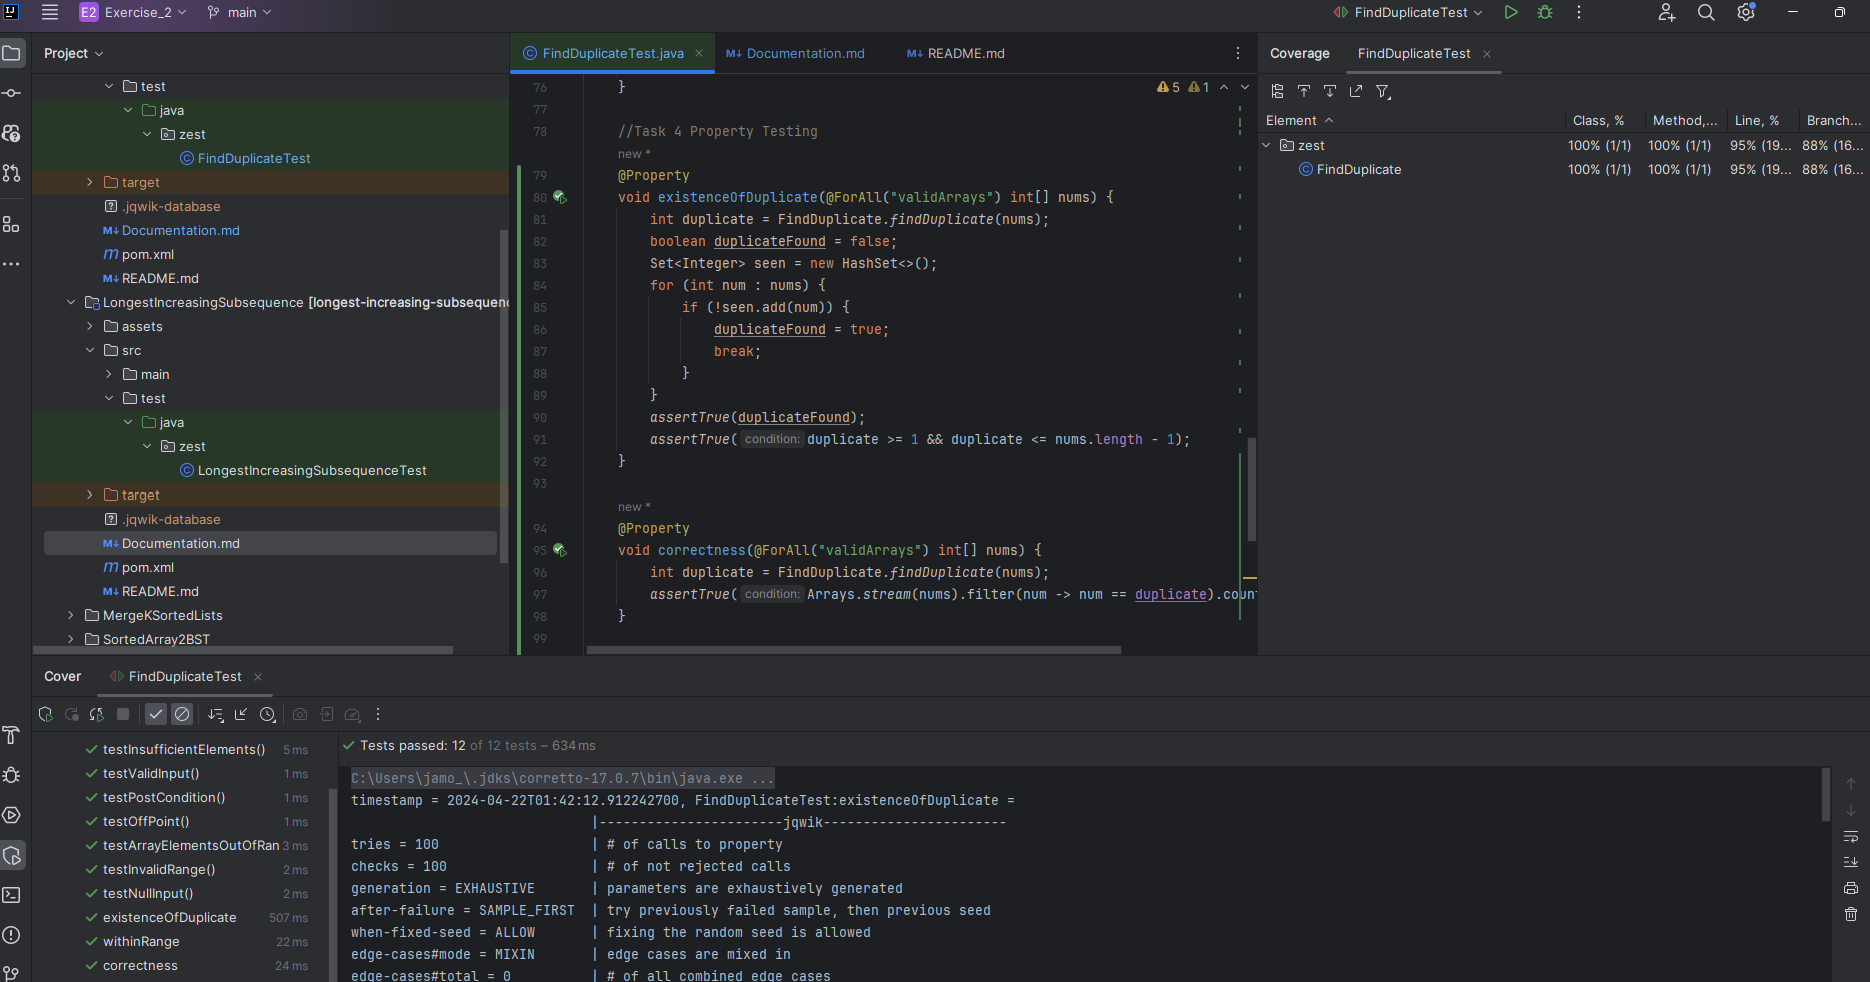 E2 Exercise_2 main FindDuplicateTest
Project
test
java
zest
FindDuplicateTest
target
.jqwik-database
Documentation.md
pom.xml
README.md
LongestIncreasingSubsequence [longest-increasing-subsequenc
assets
src
main
test
java
zest
LongestIncreasingSubsequenceTest
target
.jqwik-database
Documentation.md
pom.xml
README.md
MergeKSortedLists
SortedArray2BST
FindDuplicateTest.java Documentation.md README.md
5 1
76 }
77
78 //Task 4 Property Testing
new *
79 @Property
80 void existenceOfDuplicate(@ForAll("validArrays") int[] nums) {
81 int duplicate = FindDuplicate.findDuplicate(nums);
82 boolean duplicateFound = false;
83 Set<Integer> seen = new HashSet<>();
84 for (int num : nums) {
85 if (!seen.add(num)) {
86 duplicateFound = true;
87 break;
88 }
89 }
90 assertTrue(duplicateFound);
91 assertTrue( condition: duplicate >= 1 && duplicate <= nums.length - 1);
92 }
93
new *
94 @Property
95 void correctness(@ForAll("validArrays") int[] nums) {
96 int duplicate = FindDuplicate.findDuplicate(nums);
97 assertTrue( condition: Arrays.stream(nums).filter(num -> num == duplicate).coun
98 }
99
Coverage FindDuplicateTest
Element Class, % Method,... Line, % Branch...
zest 100% (1/1) 100% (1/1) 95% (19... 88% (16...
FindDuplicate 100% (1/1) 100% (1/1) 95% (19... 88% (16...
Cover FindDuplicateTest
testInsufficientElements() 5 ms
testValidInput() 1 ms
testPostCondition() 1 ms
testOffPoint() 1 ms
testArrayElementsOutOfRan 3 ms
testInvalidRange() 2 ms
testNullInput() 2 ms
existenceOfDuplicate 507 ms
withinRange 22 ms
correctness 24 ms
Tests passed: 12 of 12 tests – 634 ms
C:\Users\jamo_\.jdks\corretto-17.0.7\bin\java.exe ...
timestamp = 2024-04-22T01:42:12.912242700, FindDuplicateTest:existenceOfDuplicate =
|-----------------------jqwik-----------------------
tries = 100 | # of calls to property
checks = 100 | # of not rejected calls
generation = EXHAUSTIVE | parameters are exhaustively generated
after-failure = SAMPLE_FIRST | try previously failed sample, then previous seed
when-fixed-seed = ALLOW | fixing the random seed is allowed
edge-cases#mode = MIXIN | edge cases are mixed in
edge-cases#total = 0 | # of all combined edge cases